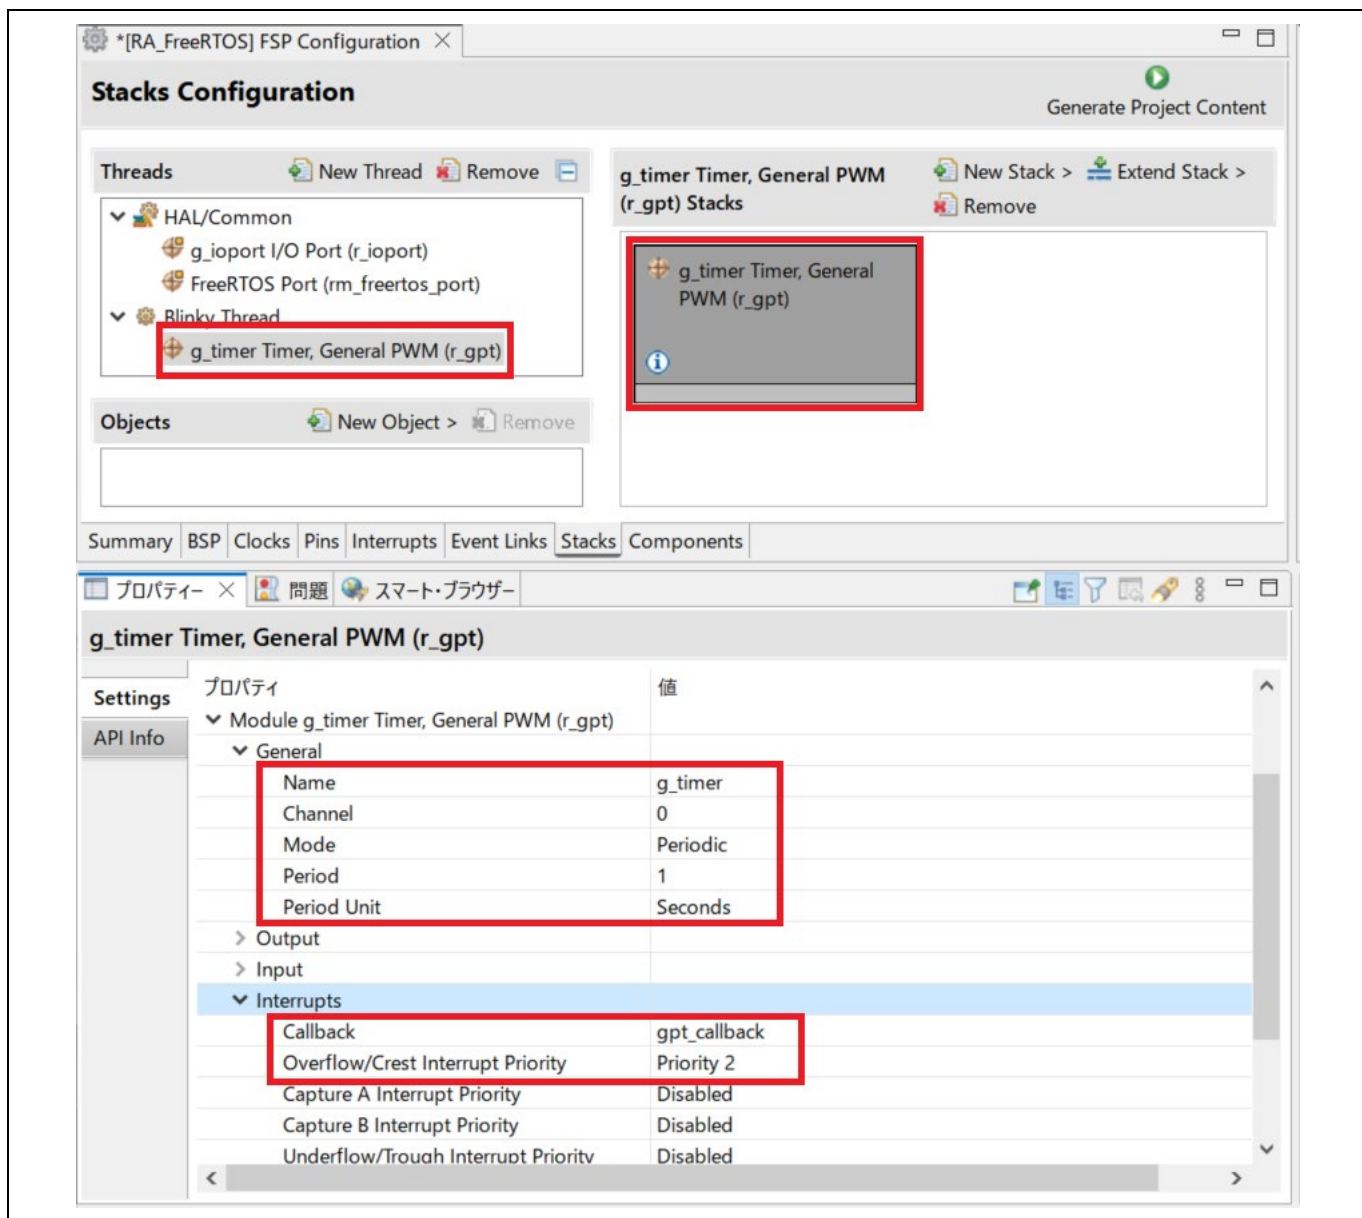 *[RA_FreeRTOS] FSP Configuration
Stacks Configuration
Generate Project Content
Threads
New Thread
Remove
HAL/Common
g_ioport I/O Port (r_ioport)
FreeRTOS Port (rm_freertos_port)
Blinky Thread
g_timer Timer, General PWM (r_gpt)
Objects
New Object >
Remove
g_timer Timer, General PWM
(r_gpt) Stacks
New Stack >
Extend Stack >
Remove
g_timer Timer, General
PWM (r_gpt)
Summary BSP Clocks Pins Interrupts Event Links Stacks Components
プロパティー 問題 スマート・ブラウザー
g_timer Timer, General PWM (r_gpt)
Settings
API Info
プロパティ 値
Module g_timer Timer, General PWM (r_gpt)
General
Name g_timer
Channel 0
Mode Periodic
Period 1
Period Unit Seconds
Output
Input
Interrupts
Callback gpt_callback
Overflow/Crest Interrupt Priority Priority 2
Capture A Interrupt Priority Disabled
Capture B Interrupt Priority Disabled
Underflow/Trough Interrupt Priority Disabled